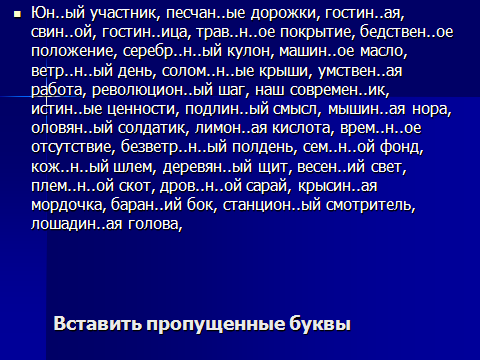 Юн..ый участник, песчан..ые дорожки, гостин..ая,
свин..ой, гостин..ица, трав..н..ое покрытие, бедствен..ое
положение, серебр..н..ый кулон, машин..ое масло,
ветр..н..ый день, солом..н..ые крыши, умствен..ая
работа, революцион..ый шаг, наш современ..ик,
истин..ые ценности, подлин..ый смысл, мышин..ая нора,
оловян..ый солдатик, лимон..ая кислота, врем..н..ое
отсутствие, безветр..н..ый полдень, сем..н..ой фонд,
кож..н..ый шлем, деревян..ый щит, весен..ий свет,
плем..н..ой скот, дров..н..ой сарай, крысин..ая
мордочка, баран..ий бок, станцион..ый смотритель,
лошадин..ая голова,
Вставить пропущенные буквы